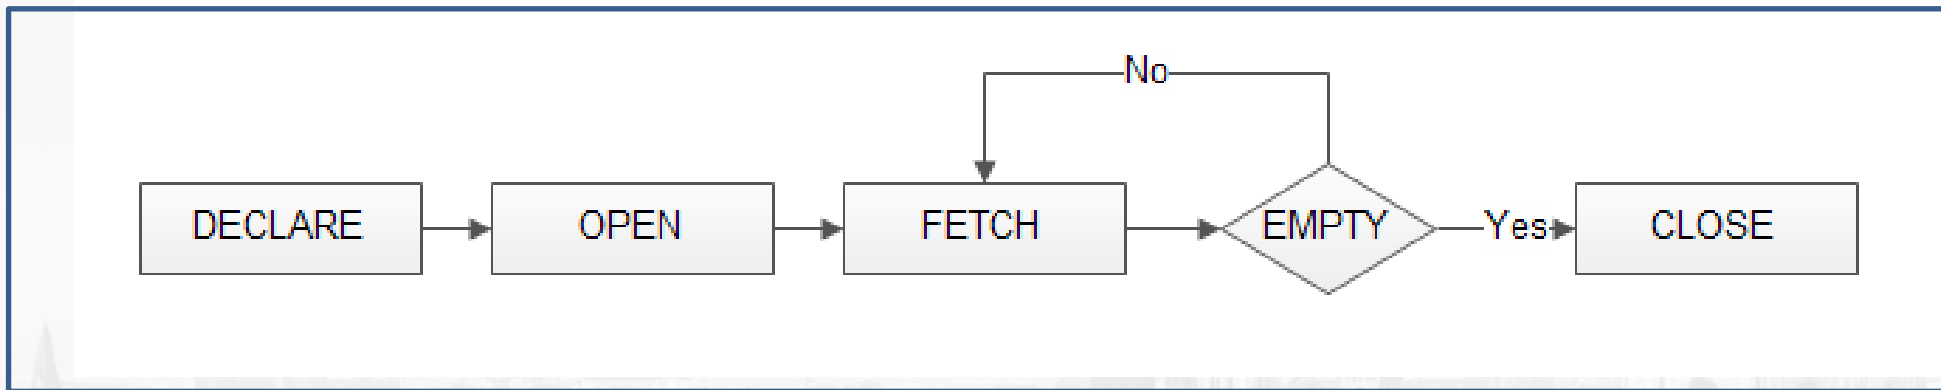 No
DECLARE OPEN FETCH EMPTY Yes CLOSE